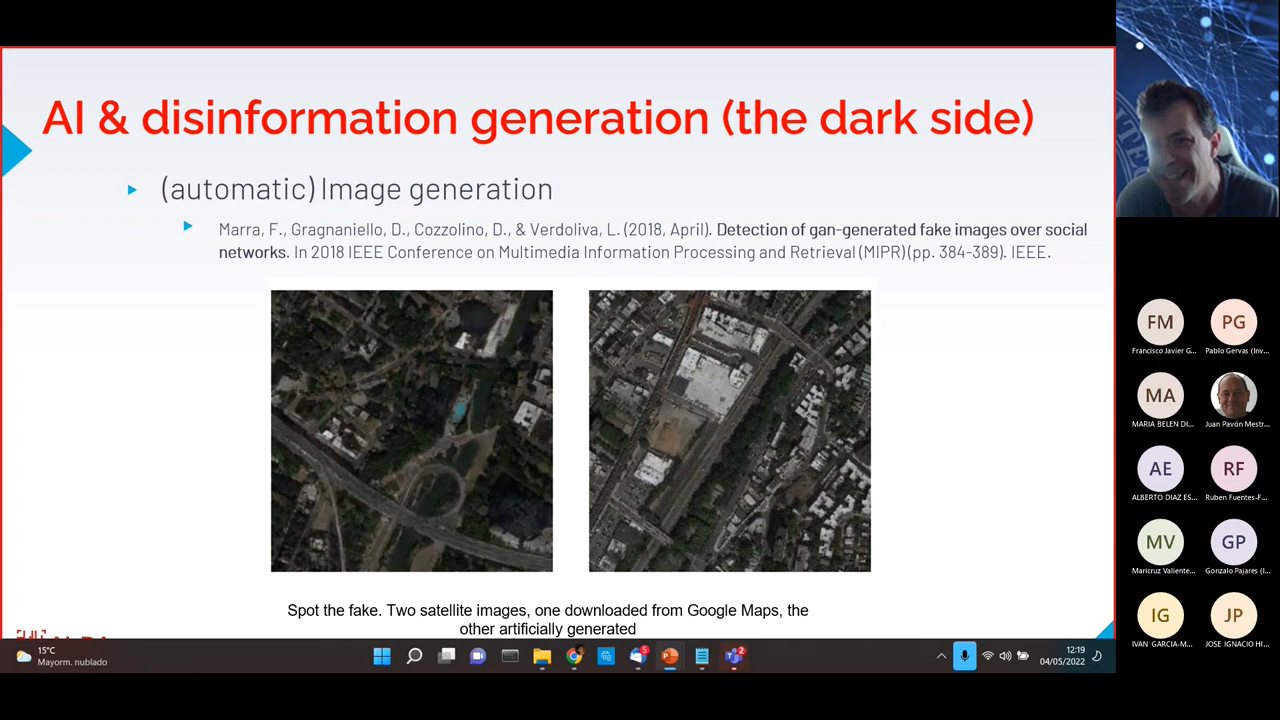 AI & disinformation generation (the dark side)
(automatic) Image generation
Marra, F., Gragnaniello, D., Cozzolino, D., & Verdoliva, L. (2018, April). Detection of gan-generated fake images over social
networks. In 2018 IEEE Conference on Multimedia Information Processing and Retrieval (MIPR) (pp. 384-389). IEEE.
Spot the fake. Two satellite images, one downloaded from Google Maps, the
other artificially generated
15°C
Mayorm. nublado
5
2
12:19
04/05/2022
FM
PG
Francisco Javier G...
Pablo Gervas (Inv...
MA
MARIA BELEN DI...
Juan Pavón Mestr...
AE
RF
ALBERTO DIAZ ES...
Ruben Fuentes-F...
MV
GP
Maricruz Valiente...
Gonzalo Pajares (I...
IG
JP
IVAN GARCIA-M...
JOSE IGNACIO HI...